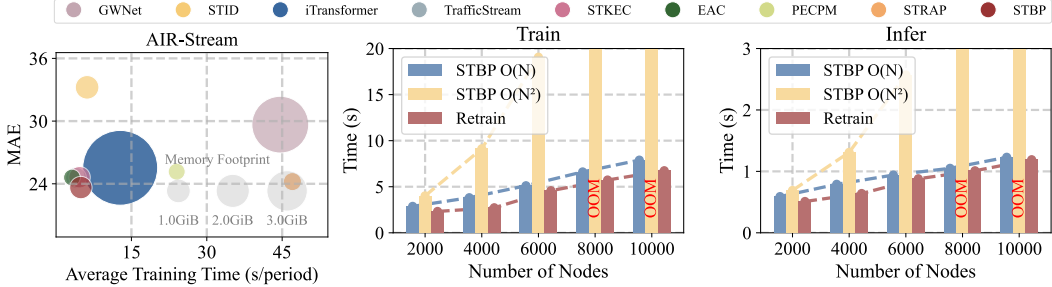 GWNet STID iTransformer TrafficStream STKEC EAC PECPM STRAP STBP
AIR-Stream
36
30
24
MAE
Memory Footprint
1.0GiB 2.0GiB 3.0GiB
15 30 45
Average Training Time (s/period)
Train
20
15
10
5
0
Time (s)
STBP O(N)
STBP O(N²)
Retrain
OOM OOM
2000 4000 6000 8000 10000
Number of Nodes
Infer
3
2
1
0
Time (s)
STBP O(N)
STBP O(N²)
Retrain
OOM OOM
2000 4000 6000 8000 10000
Number of Nodes